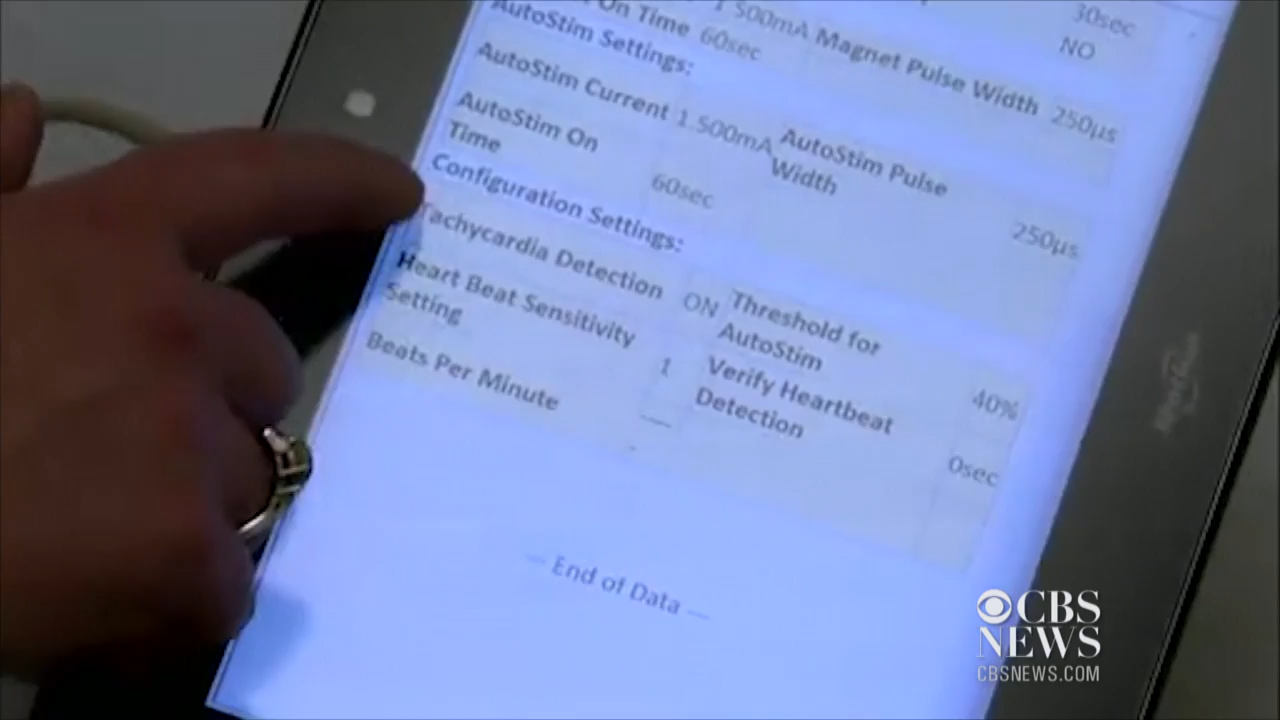 30sec
On Time 60sec 1 500mA Magnet Pulse Width 250µs
NO
AutoStim Settings:
AutoStim Current 1.500mA AutoStim Pulse
Width 250µs
AutoStim On
Time 60sec
Configuration Settings:
Tachycardia Detection ON Threshold for
AutoStim 40%
Heart Beat Sensitivity
Setting 1 Verify Heartbeat
Detection 0sec
Beats Per Minute ---
--- End of Data ---
CBS
NEWS
CBSNEWS.COM